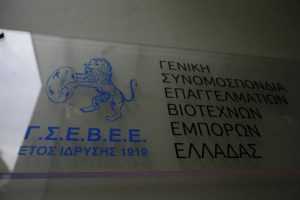 Γ.Σ.Ε.Β.Ε.Ε.
ΕΤΟΣ ΙΔΡΥΣΗΣ 1919
ΓΕΝΙΚΗ
ΣΥΝΟΜΟΣΠΟΝΔΙΑ
ΕΠΑΓΓΕΛΜΑΤΙΩΝ
ΒΙΟΤΕΧΝΩΝ
ΕΜΠΟΡΩΝ
ΕΛΛΑΔΑΣ